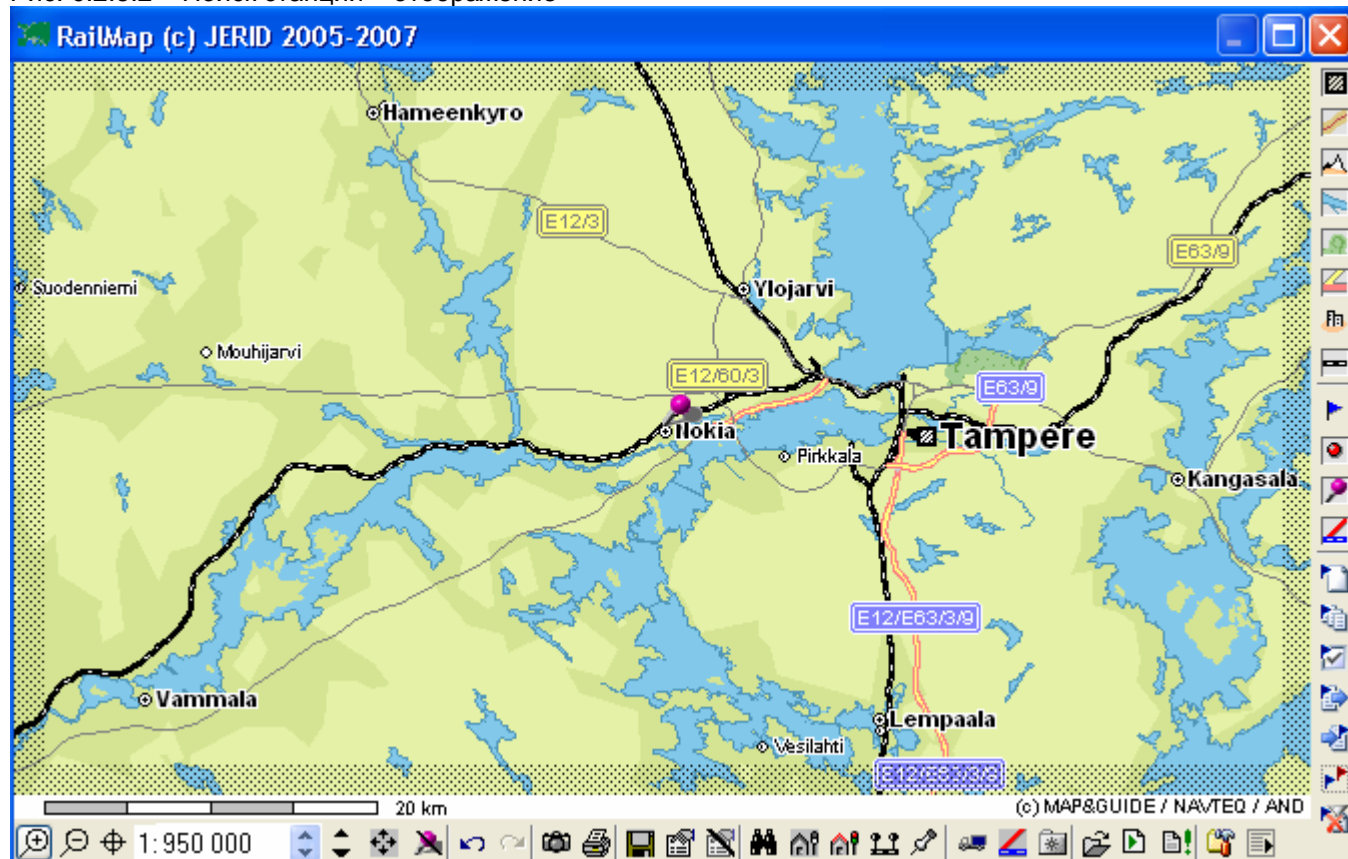 RailMap (c) JERID 2005-2007
Hameenkyro
E12/3
E63/9
Suodenniemi
Ylojarvi
Mouhijarvi
E12/60/3
E63/9
Nokia
Tampere
Pirkkala
Kangasala
E12/E63/3/9
Vammala
Lempaala
Vesilahti
20 km
(c) MAP&GUIDE / NAVTEQ / AND
1: 950 000